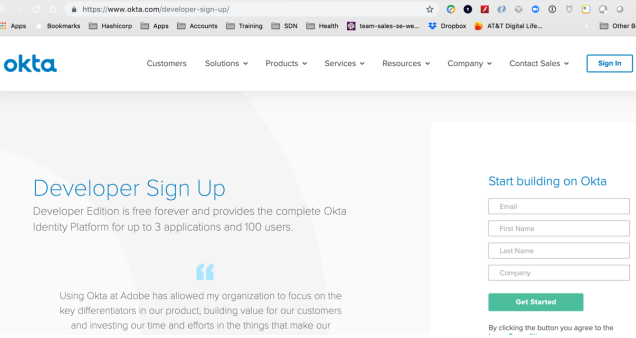 https://www.okta.com/developer-sign-up/
Apps Bookmarks Hashicorp Apps Accounts Training SDN Health team-sales-se-we... Dropbox AT&T Digital Life... Other B
okta Customers Solutions Products Services Resources Company Contact Sales Sign In
Developer Sign Up
Developer Edition is free forever and provides the complete Okta
Identity Platform for up to 3 applications and 100 users.
“
Using Okta at Adobe has allowed my organization to focus on the
key differentiators in our product, building value for our customers
and investing our time and efforts in the things that make our
Start building on Okta
Email
First Name
Last Name
Company
Get Started
By clicking the button you agree to the